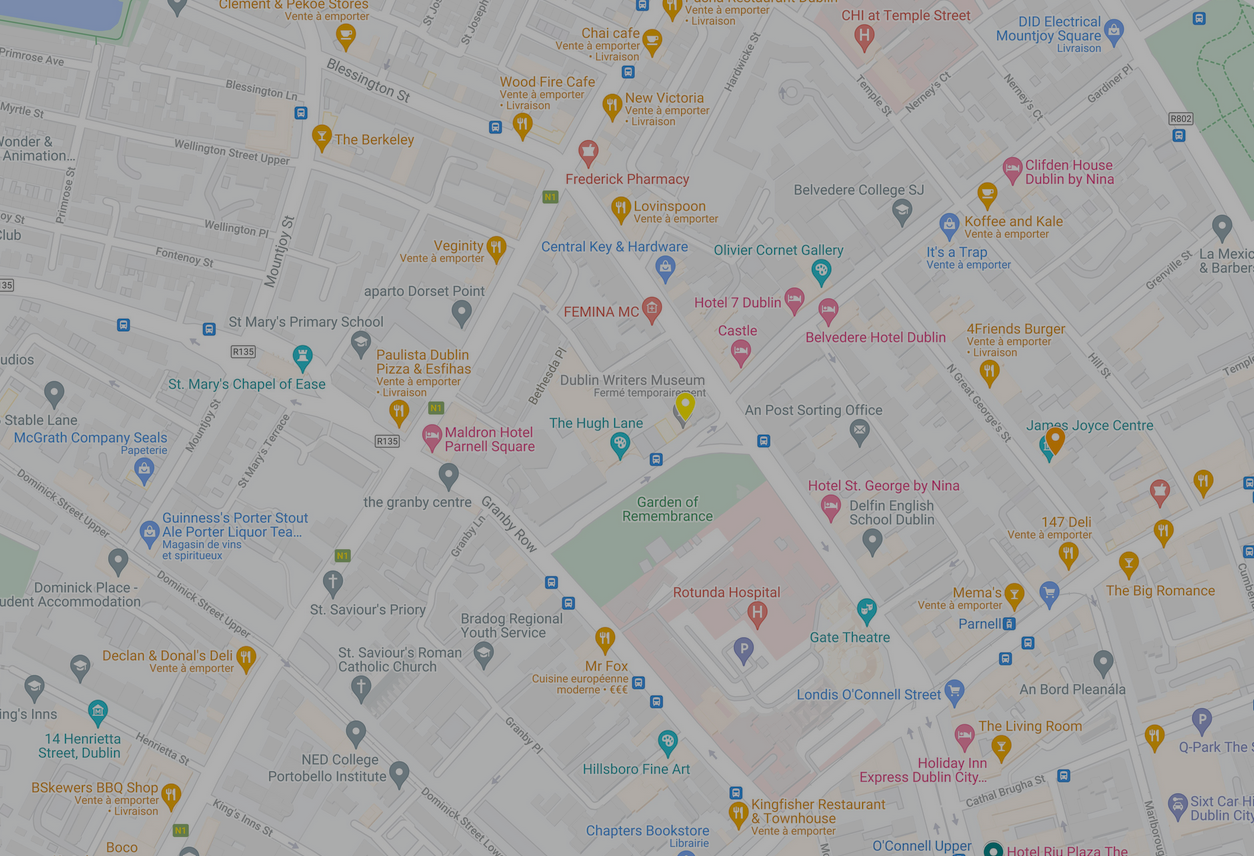 Clement & Pekoe Stores
Vente à emporter
St Joseph
Pasha Restaurant Dublin
Vente à emporter
• Livraison
CHI at Temple Street
DID Electrical
Mountjoy Square
Livraison
Chai cafe
Vente à emporter
• Livraison
Primrose Ave
Blessington St
Hardwicke St
Temple St
Nerney's Ct
Nerney's Ct
Gardiner Pl
Blessington Ln
Wood Fire Cafe
Vente à emporter
• Livraison
New Victoria
Vente à emporter
• Livraison
Myrtle St
The Berkeley
R802
Wellington Street Upper
Animation...
Primrose St
Frederick Pharmacy
Clifden House
Dublin by Nina
Belvedere College SJ
N1
Lovinspoon
Vente à emporter
Koffee and Kale
Vente à emporter
Wellington Pl
Mountjoy St
Club
Veginity
Vente à emporter
Central Key & Hardware
Olivier Cornet Gallery
It's a Trap
Vente à emporter
Fontenoy St
Grenville St
La Mexic
& Barber
aparto Dorset Point
FEMINA MC
Hotel 7 Dublin
Belvedere Hotel Dublin
St Mary's Primary School
Castle
4Friends Burger
Vente à emporter
• Livraison
R135
St. Mary's Chapel of Ease
Paulista Dublin
Pizza & Esfihas
Vente à emporter
• Livraison
Bethesda Pl
Dublin Writers Museum
Fermé temporairement
N Great George's St
Hill St
Stable Lane
Mountjoy St
St Mary's Terrace
N1
R135
Maldron Hotel
Parnell Square
The Hugh Lane
An Post Sorting Office
James Joyce Centre
McGrath Company Seals
Papeterie
the granby centre
Granby Row
Granby Ln
Garden of
Remembrance
Hotel St. George by Nina
Delfin English
School Dublin
Dominick Street Upper
Guinness's Porter Stout
Ale Porter Liquor Tea...
Magasin de vins
et spiritueux
147 Deli
Vente à emporter
N1
Dominick Place -
udent Accommodation
Dominick Street Upper
St. Saviour's Priory
Rotunda Hospital
Mema's
Vente à emporter
The Big Romance
Bradog Regional
Youth Service
Gate Theatre
Parnell
Declan & Donal's Deli
Vente à emporter
St. Saviour's Roman
Catholic Church
Mr Fox
Cuisine européenne
moderne • €€€
Londis O'Connell Street
An Bord Pleanála
ing's Inns
14 Henrietta
Street, Dublin
Henrietta St
Granby Pl
The Living Room
Q-Park The S
NED College
Portobello Institute
Hillsboro Fine Art
Holiday Inn
Express Dublin City...
Cathal Brugha St
BSkewers BBQ Shop
Vente à emporter
• Livraison
King's Inns St
Dominick Street Low
Kingfisher Restaurant
& Townhouse
Vente à emporter
Marlborou
Sixt Car Hi
Dublin City
N1
Boco
Chapters Bookstore
Librairie
O'Connell Upper
Hotel Riu Plaza The